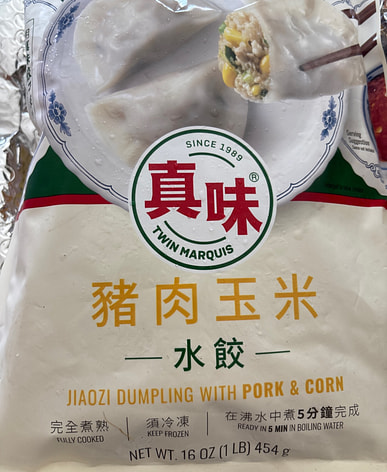 SINCE 1989
真味®
TWIN MARQUIS
豬肉玉米
水餃
JIAOZI DUMPLING WITH PORK & CORN
完全煮熟 須冷凍 在沸水中煮5分鐘完成
FULLY COOKED KEEP FROZEN READY IN 5 MIN IN BOILING WATER
NET WT. 16 OZ (1 LB) 454 g